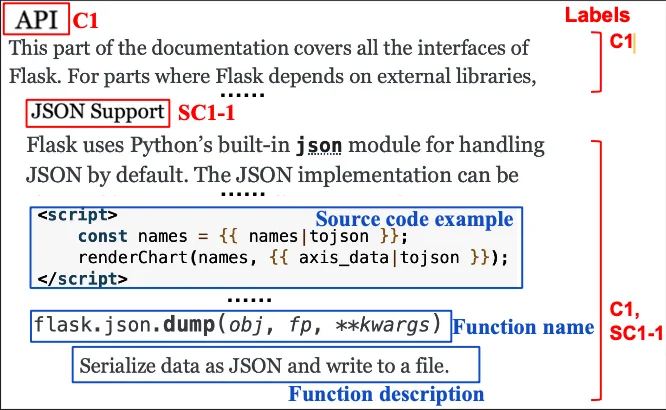 API C1 Labels
This part of the documentation covers all the interfaces of C1
Flask. For parts where Flask depends on external libraries,
......
JSON Support SC1-1
Flask uses Python's built-in json module for handling
JSON by default. The JSON implementation can be
......
<script> Source code example
const names = {{ names|tojson }};
renderChart(names, {{ axis_data|tojson }});
</script>
......
C1,
SC1-1
flask.json.dump(obj, fp, **kwargs) Function name
Serialize data as JSON and write to a file.
Function description